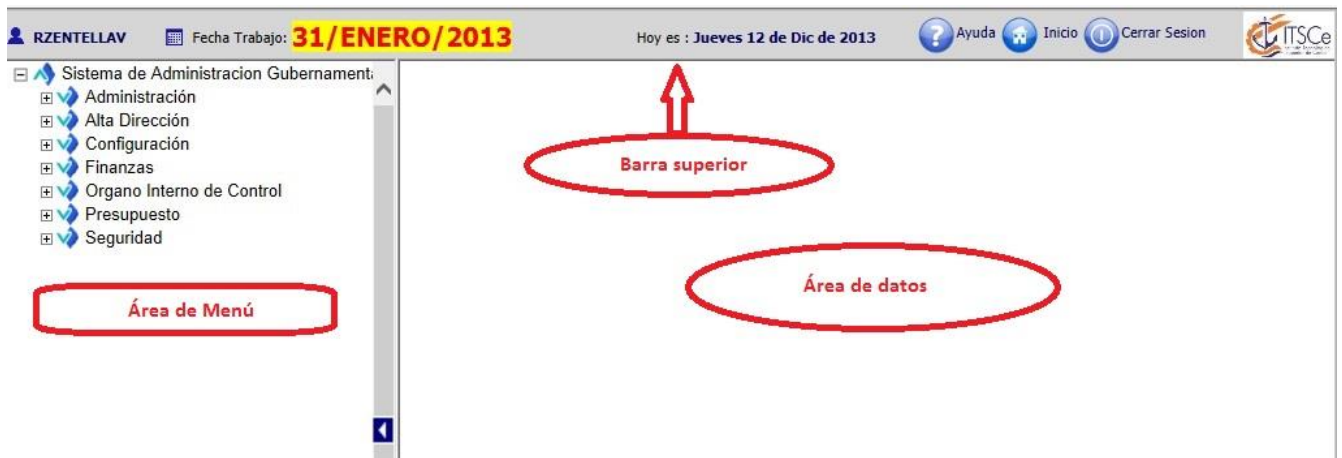 RZENTELLAV Fecha Trabajo: 31/ENERO/2013 Hoy es : Jueves 12 de Dic de 2013 Ayuda Inicio Cerrar Sesion ITSCe
Sistema de Administracion Gubernament
Administración
Alta Dirección
Configuración
Finanzas
Organo Interno de Control
Presupuesto
Seguridad
Barra superior
Área de datos
Área de Menú